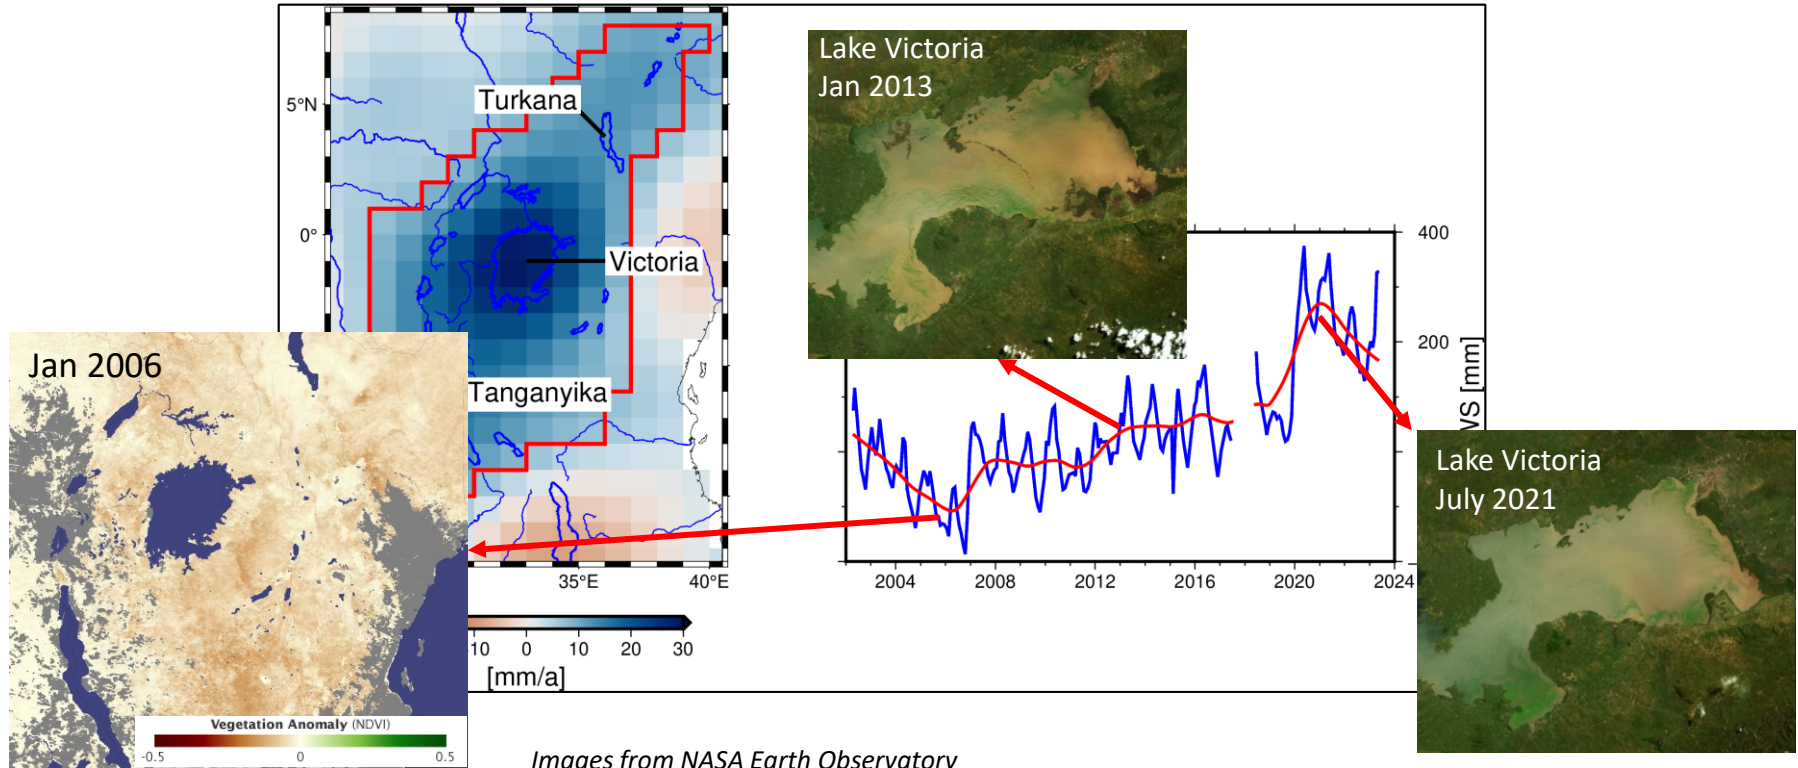 Lake Victoria
Jan 2013
Turkana
5°N
0°
Victoria
400
200
Jan 2006
Tanganyika
WS [mm]
Lake Victoria
July 2021
35°E
40°E
2004
2008
2012
2016
2020
2024
10
0
10
20
30
[mm/a]
Vegetation Anomaly (NDVI)
-0.5
0
0.5
Images from NASA Earth Observatory